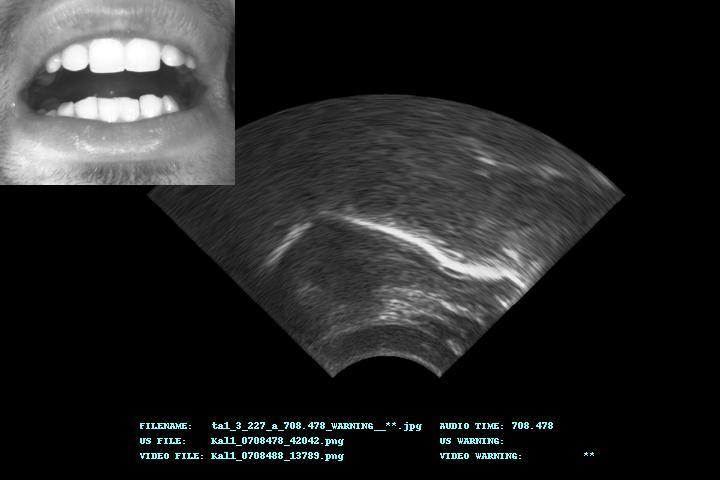 FILENAME: ta1_3_227_a_708.478_WARNING__**.jpg AUDIO TIME: 708.478
US FILE: Kal1_0708478_42042.png US WARNING:
VIDEO FILE: Kal1_0708488_13789.png VIDEO WARNING: **